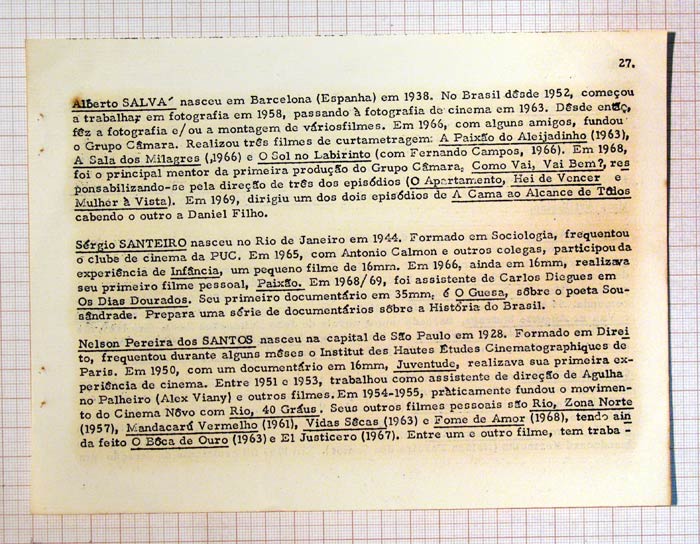 27.
Alberto SALVA´ nasceu em Barcelona (Espanha) em 1938. No Brasil dêsde 1952, começou
a trabalhar em fotografia em 1958, passando à fotografia de cinema em 1963. Dêsde entaç,
fêz a fotografia e/ou a montagem de váriosfilmes. Em 1966, com alguns amigos, fundou
o Grupo Câmara. Realizou três filmes de curtametragem: A Paixão do Aleijadinho (1963),
A Sala dos Milagres (,1966) e O Sol no Labirinto (com Fernando Campos, 1966). Em 1968,
foi o principal mentor da primeira produção do Grupo Câmara, Como Vai, Vai Bem?, res
ponsabilizando-se pela direção de três dos episódios (O Apartamento, Hei de Vencer e
Mulher à Vista). Em 1969, dirigiu um dos dois episódios de A Cama ao Alcance de Tôlos
cabendo o outro a Daniel Filho.
Sérgio SANTEIRO nasceu no Rio de Janeiro em 1944. Formado em Sociologia, frequentou
o clube de cinema da PUC. Em 1965, com Antonio Calmon e outros colegas, participou da
experiência de Infância, um pequeno filme de 16mm. Em 1966, ainda em 16mm, realizava
seu primeiro filme pessoal, Paixão. Em 1968/69, foi assistente de Carlos Diegues em
Os Dias Dourados. Seu primeiro documentário em 35mm, é O Guesa, sôbre o poeta Sou-
sândrade. Prepara uma série de documentários sôbre a História do Brasil.
Nelson Pereira dos SANTOS nasceu na capital de São Paulo em 1928. Formado em Direi
to, frequentou durante alguns mêses o Institut des Hautes Études Cinematographiques de
Paris. Em 1950, com um documentário em 16mm, Juventude, realizava sua primeira ex-
periência de cinema. Entre 1951 e 1953, trabalhou como assistente de direção de Agulha
no Palheiro (Alex Viany) e outros filmes. Em 1954-1955, pràticamente fundou o movimen-
to do Cinema Nôvo com Rio, 40 Gráus. Seus outros filmes pessoais são Rio, Zona Norte
(1957), Mandacarú Vermelho (1961), Vidas Sêcas (1963) e Fome de Amor (1968), tendo ain
da feito O Bôca de Ouro (1963) e El Justicero (1967). Entre um e outro filme, tem traba -